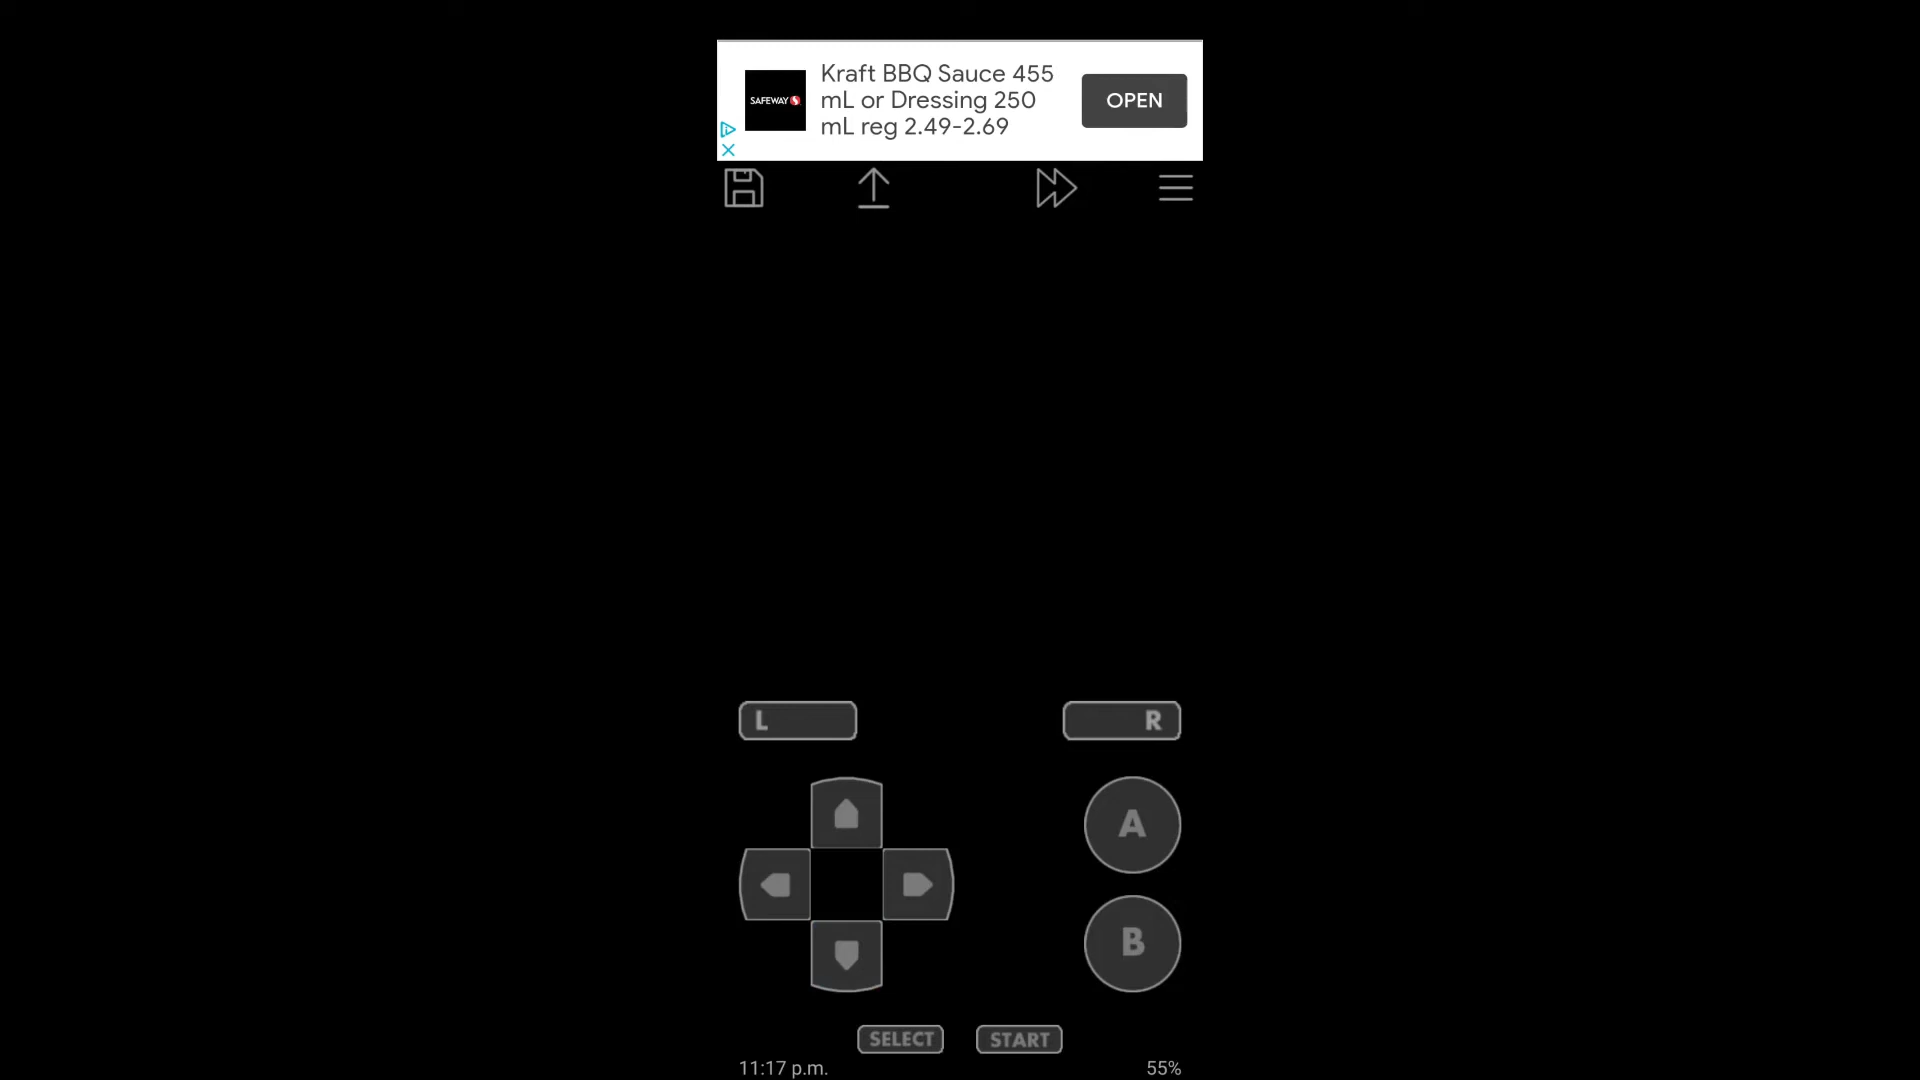 Kraft BBQ Sauce 455
mL or Dressing 250
mL reg 2.49-2.69
SAFEWAY
OPEN
L
R
A
B
SELECT
START
11:17 p.m.
55%